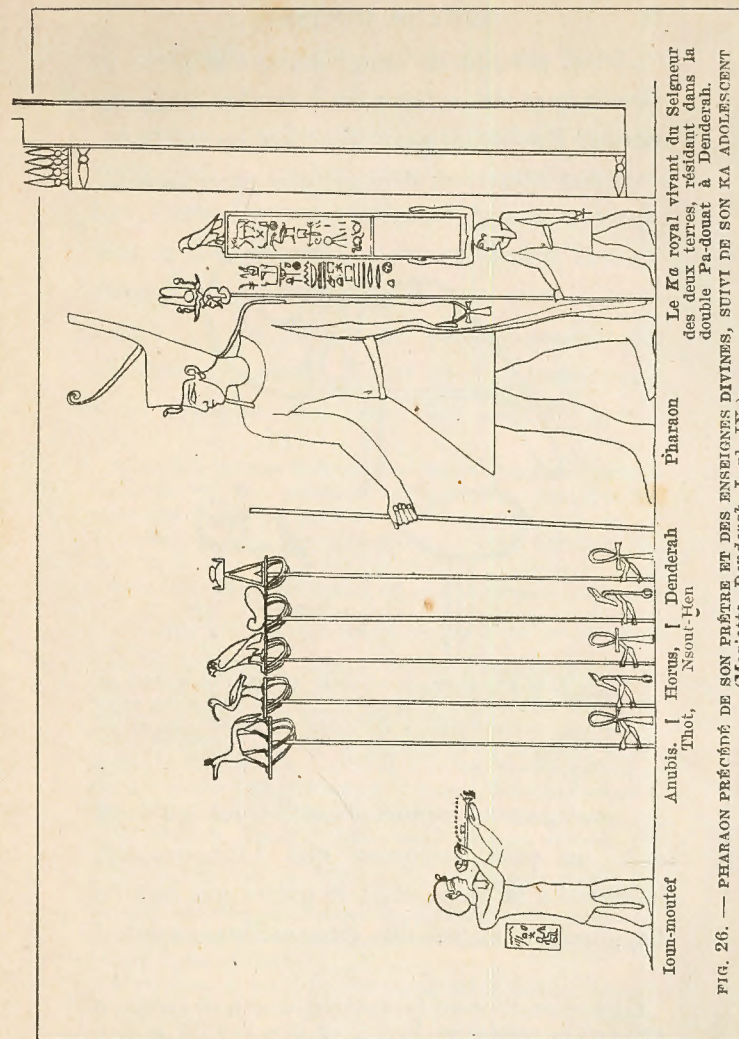 Ioun-moutef
Anubis. [ Horus, [ Denderah
Thot, Nsout-Hen
Pharaon
Le Ka royal vivant du Seigneur
des deux terres, résidant dans la
double Pa-douat à Denderah.
FIG. 26. — PHARAON PRÉCÉDÉ DE SON PRÊTRE ET DES ENSEIGNES DIVINES, SUIVI DE SON KA ADOLESCENT